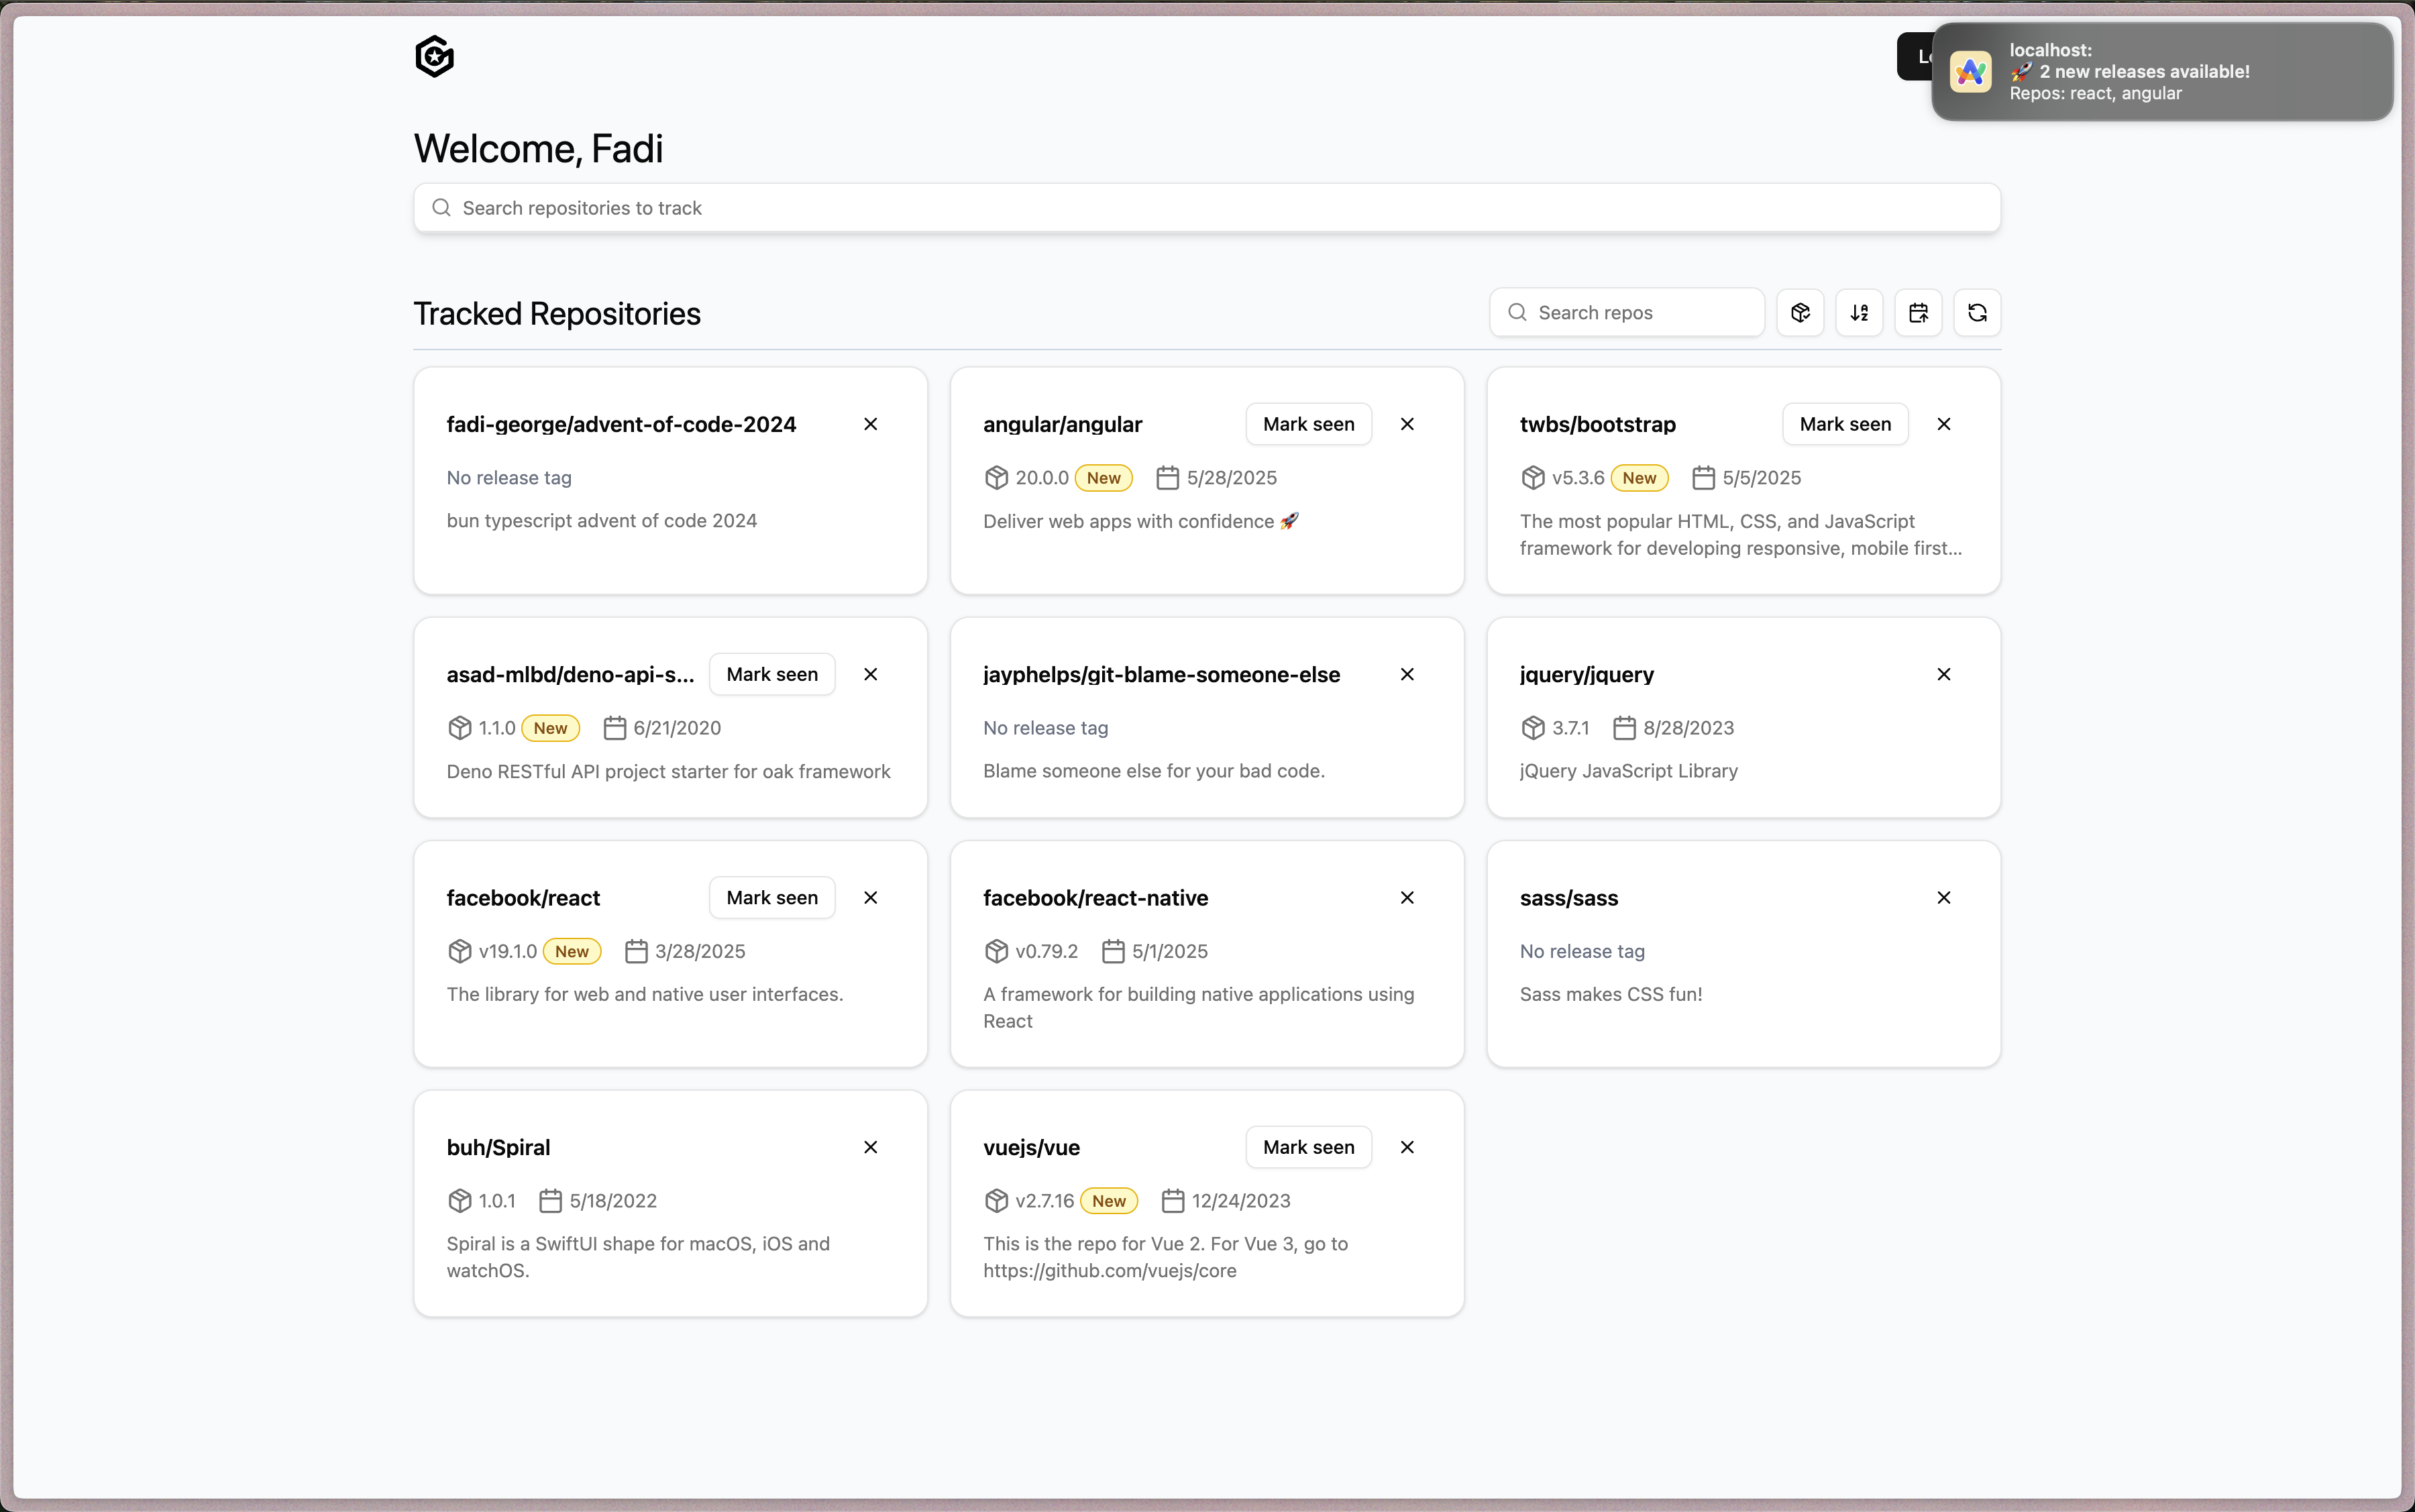 localhost:
🚀 2 new releases available!
Repos: react, angular
Welcome, Fadi
Search repositories to track
Tracked Repositories
Search repos
fadi-george/advent-of-code-2024
No release tag
bun typescript advent of code 2024
angular/angular
Mark seen
20.0.0 New 5/28/2025
Deliver web apps with confidence 🚀
twbs/bootstrap
Mark seen
v5.3.6 New 5/5/2025
The most popular HTML, CSS, and JavaScript
framework for developing responsive, mobile first...
asad-mlbd/deno-api-s...
Mark seen
1.1.0 New 6/21/2020
Deno RESTful API project starter for oak framework
jayphelps/git-blame-someone-else
No release tag
Blame someone else for your bad code.
jquery/jquery
3.7.1 8/28/2023
jQuery JavaScript Library
facebook/react
Mark seen
v19.1.0 New 3/28/2025
The library for web and native user interfaces.
facebook/react-native
v0.79.2 5/1/2025
A framework for building native applications using
React
sass/sass
No release tag
Sass makes CSS fun!
buh/Spiral
1.0.1 5/18/2022
Spiral is a SwiftUI shape for macOS, iOS and
watchOS.
vuejs/vue
Mark seen
v2.7.16 New 12/24/2023
This is the repo for Vue 2. For Vue 3, go to
https://github.com/vuejs/core